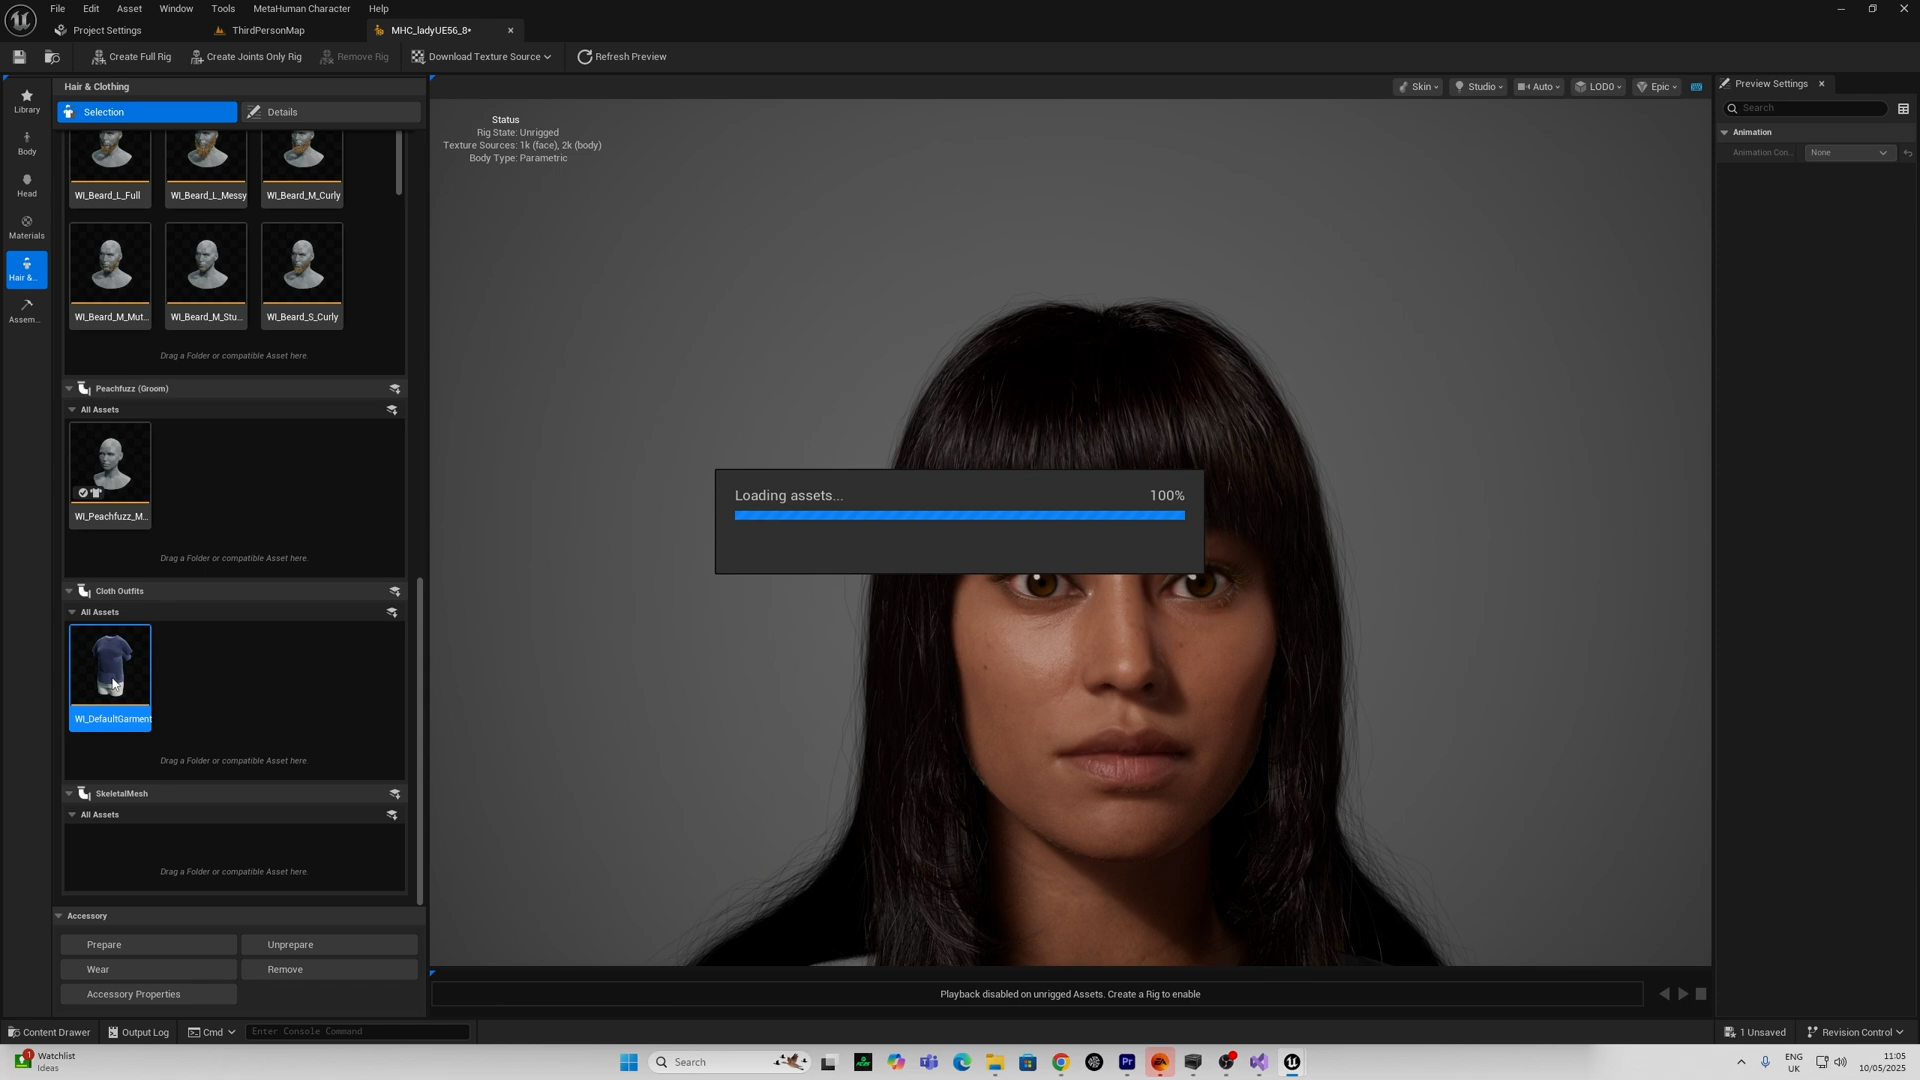 File Edit Asset Window Tools MetaHuman Character Help
Project Settings ThirdPersonMap MHC_ladyUE56_8*
Create Full Rig Create Joints Only Rig Remove Rig Download Texture Source Refresh Preview
Hair & Clothing
Selection Details
Library
Body
Head
Materials
Hair &...
Assem...
WI_Beard_L_Full WI_Beard_L_Messy WI_Beard_M_Curly
WI_Beard_M_Mut... WI_Beard_M_Stu... WI_Beard_S_Curly
Drag a Folder or compatible Asset here.
Peachfuzz (Groom)
All Assets
WI_Peachfuzz_M...
Drag a Folder or compatible Asset here.
Cloth Outfits
All Assets
WI_DefaultGarment
Drag a Folder or compatible Asset here.
SkeletalMesh
All Assets
Drag a Folder or compatible Asset here.
Accessory
Prepare Unprepare
Wear Remove
Accessory Properties
Skin Studio Auto LOD0 Epic
Status
Rig State: Unrigged
Texture Sources: 1k (face), 2k (body)
Body Type: Parametric
Loading assets... 100%
Playback disabled on unrigged Assets. Create a Rig to enable
Preview Settings
Search
Animation
Animation Con... None
Content Drawer Output Log Cmd Enter Console Command
1 Unsaved Revision Control
1
Watchlist
Ideas
Search
Pr
EA
ENG
UK
11:05
10/05/2025